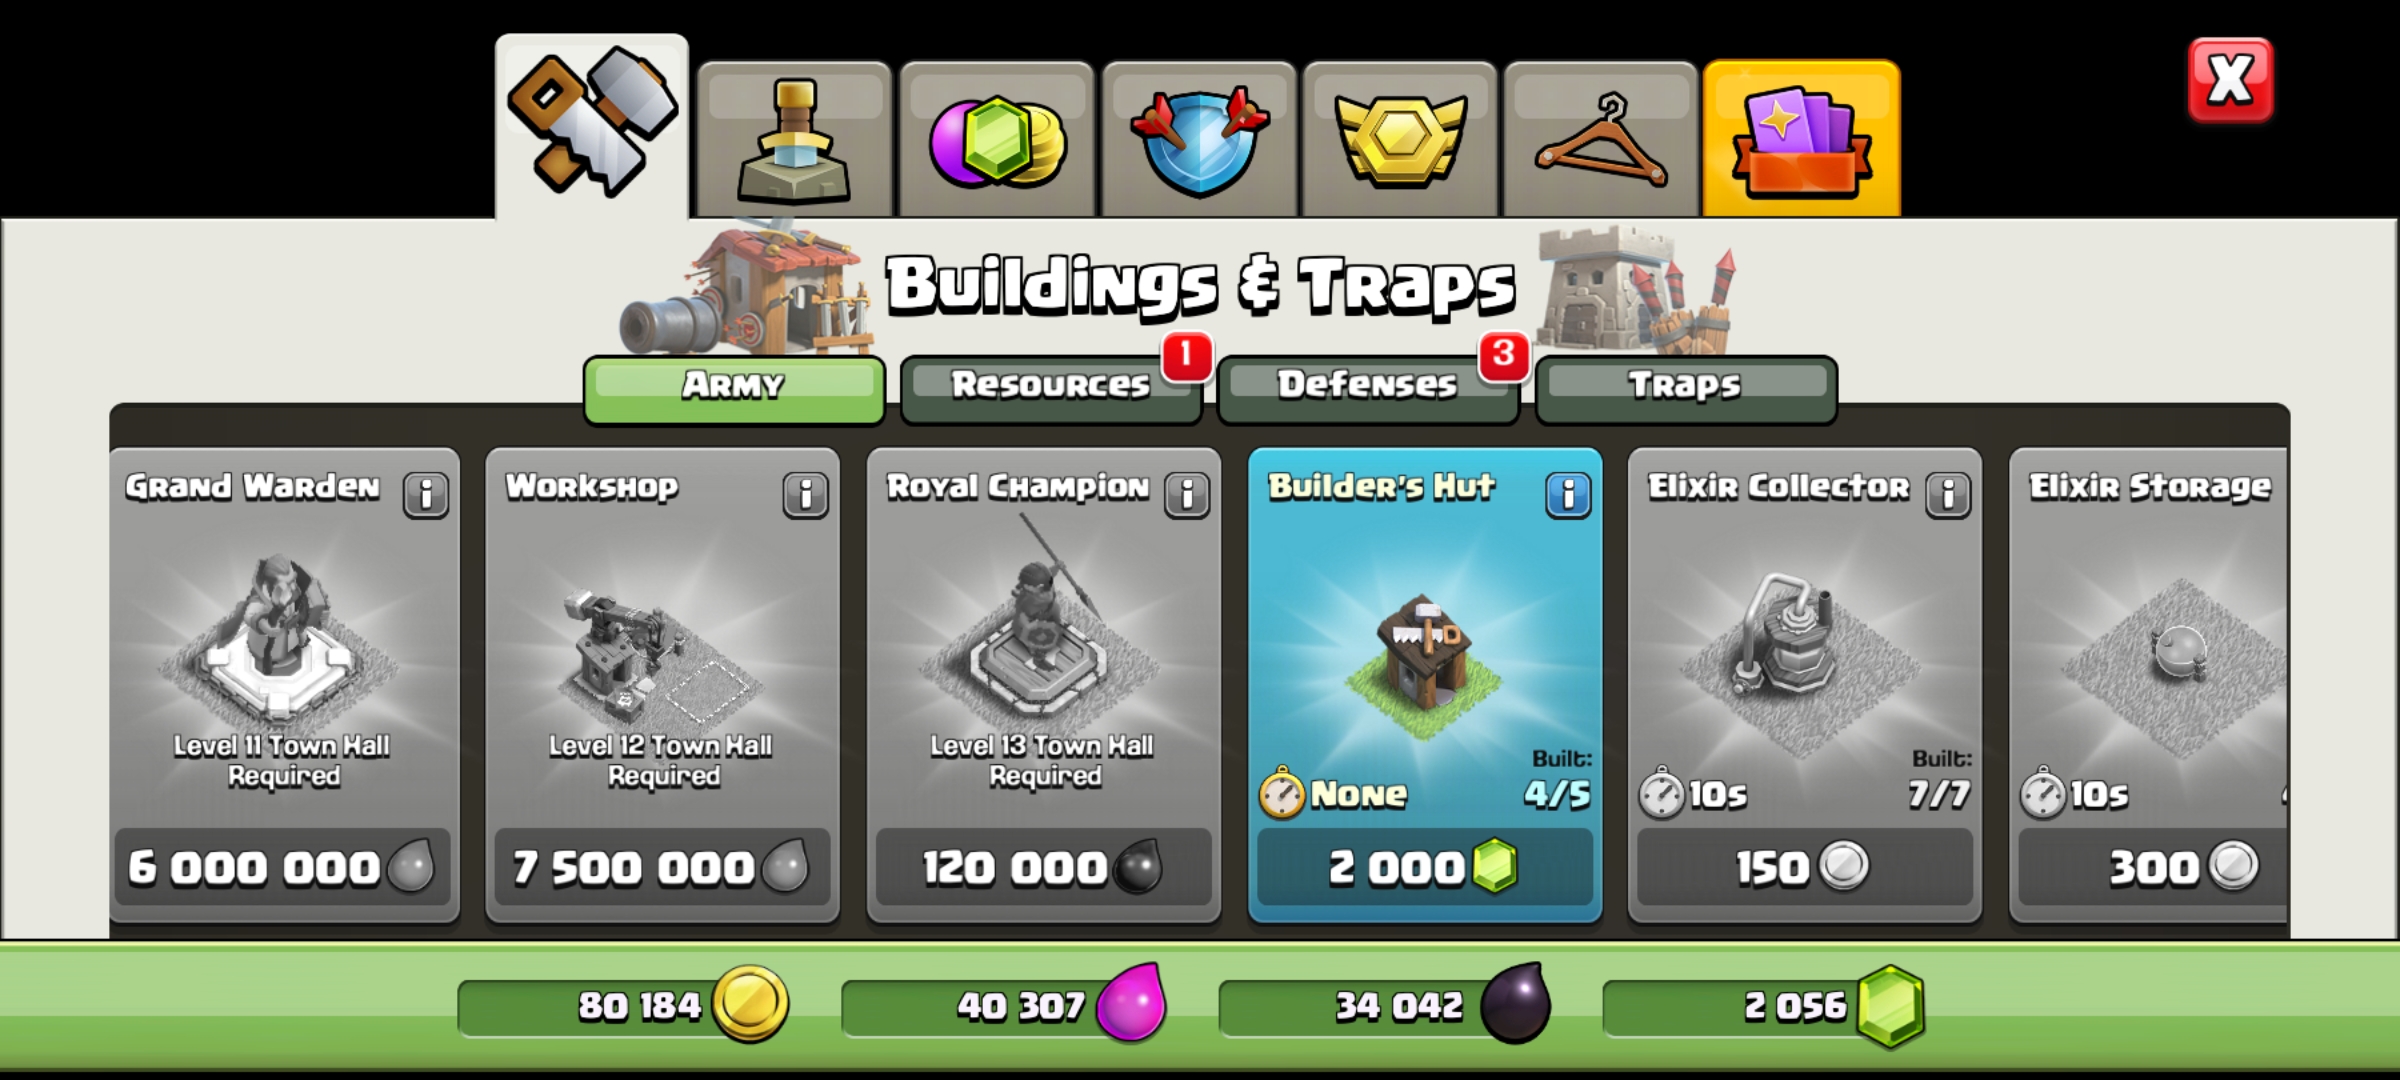 X
Buildings & Traps
Army
Resources
1
Defenses
3
Traps
Grand Warden
i
Level 11 Town Hall
Required
6 000 000
Workshop
i
Level 12 Town Hall
Required
7 500 000
Royal Champion
i
Level 13 Town Hall
Required
120 000
Builder's Hut
i
Built:
None
4/5
2 000
Elixir Collector
i
Built:
10s
7/7
150
Elixir Storage
10s
300
80 184
40 307
34 042
2 056